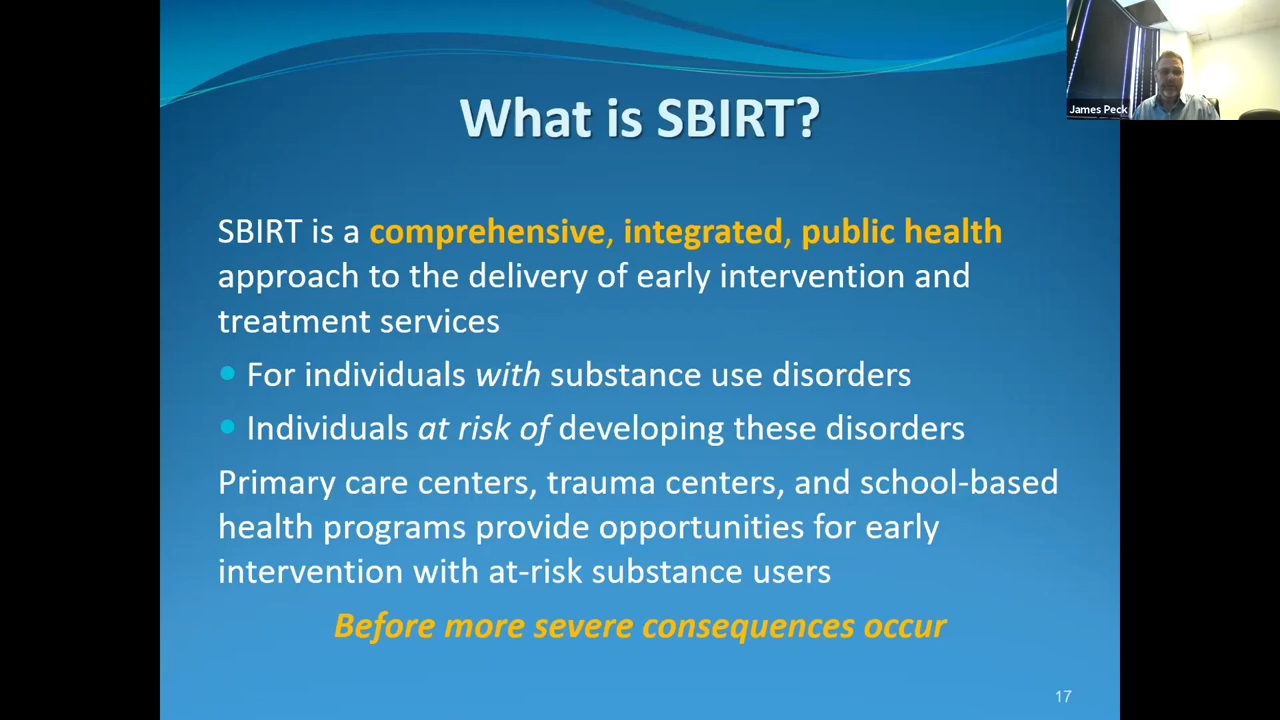 What is SBIRT?
James Peck
SBIRT is a comprehensive, integrated, public health
approach to the delivery of early intervention and
treatment services
• For individuals with substance use disorders
• Individuals at risk of developing these disorders
Primary care centers, trauma centers, and school-based
health programs provide opportunities for early
intervention with at-risk substance users
Before more severe consequences occur
17